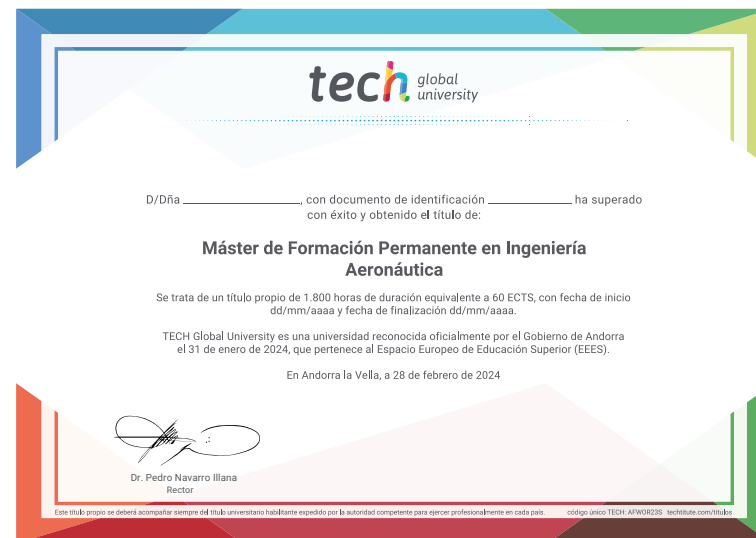 tech global university
D/Dña ____________, con documento de identificación ____________ ha superado
con éxito y obtenido el título de:
Máster de Formación Permanente en Ingeniería
Aeronáutica
Se trata de un título propio de 1.800 horas de duración equivalente a 60 ECTS, con fecha de inicio
dd/mm/aaaa y fecha de finalización dd/mm/aaaa.
TECH Global University es una universidad reconocida oficialmente por el Gobierno de Andorra
el 31 de enero de 2024, que pertenece al Espacio Europeo de Educación Superior (EEES).
En Andorra la Vella, a 28 de febrero de 2024
Dr. Pedro Navarro Illana
Rector
Este título propio se deberá acompañar siempre del título universitario habilitante expedido por la autoridad competente para ejercer profesionalmente en cada país. código único TECH: AFWOR23S techtitute.com/titulos